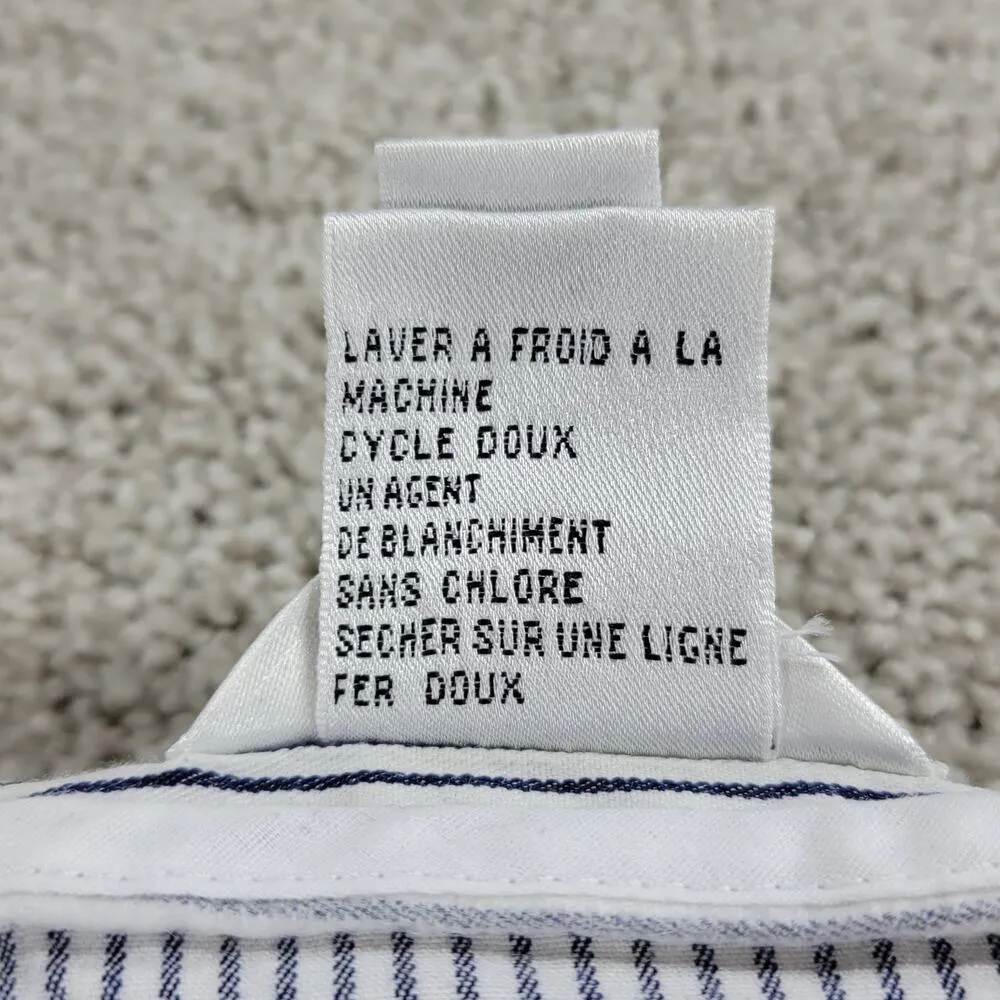 LAVER A FROID A LA
MACHINE
CYCLE DOUX
UN AGENT
DE BLANCHIMENT
SANS CHLORE
SECHER SUR UNE LIGNE
FER DOUX